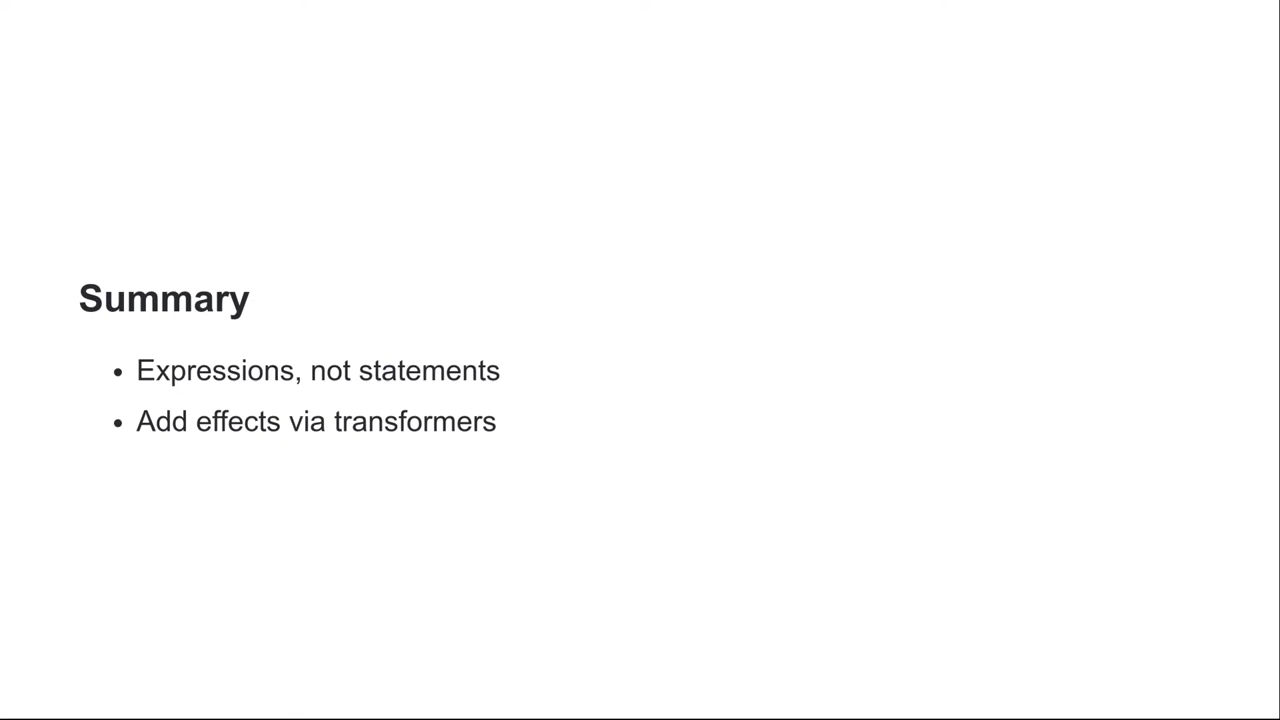 Summary
• Expressions, not statements
• Add effects via transformers